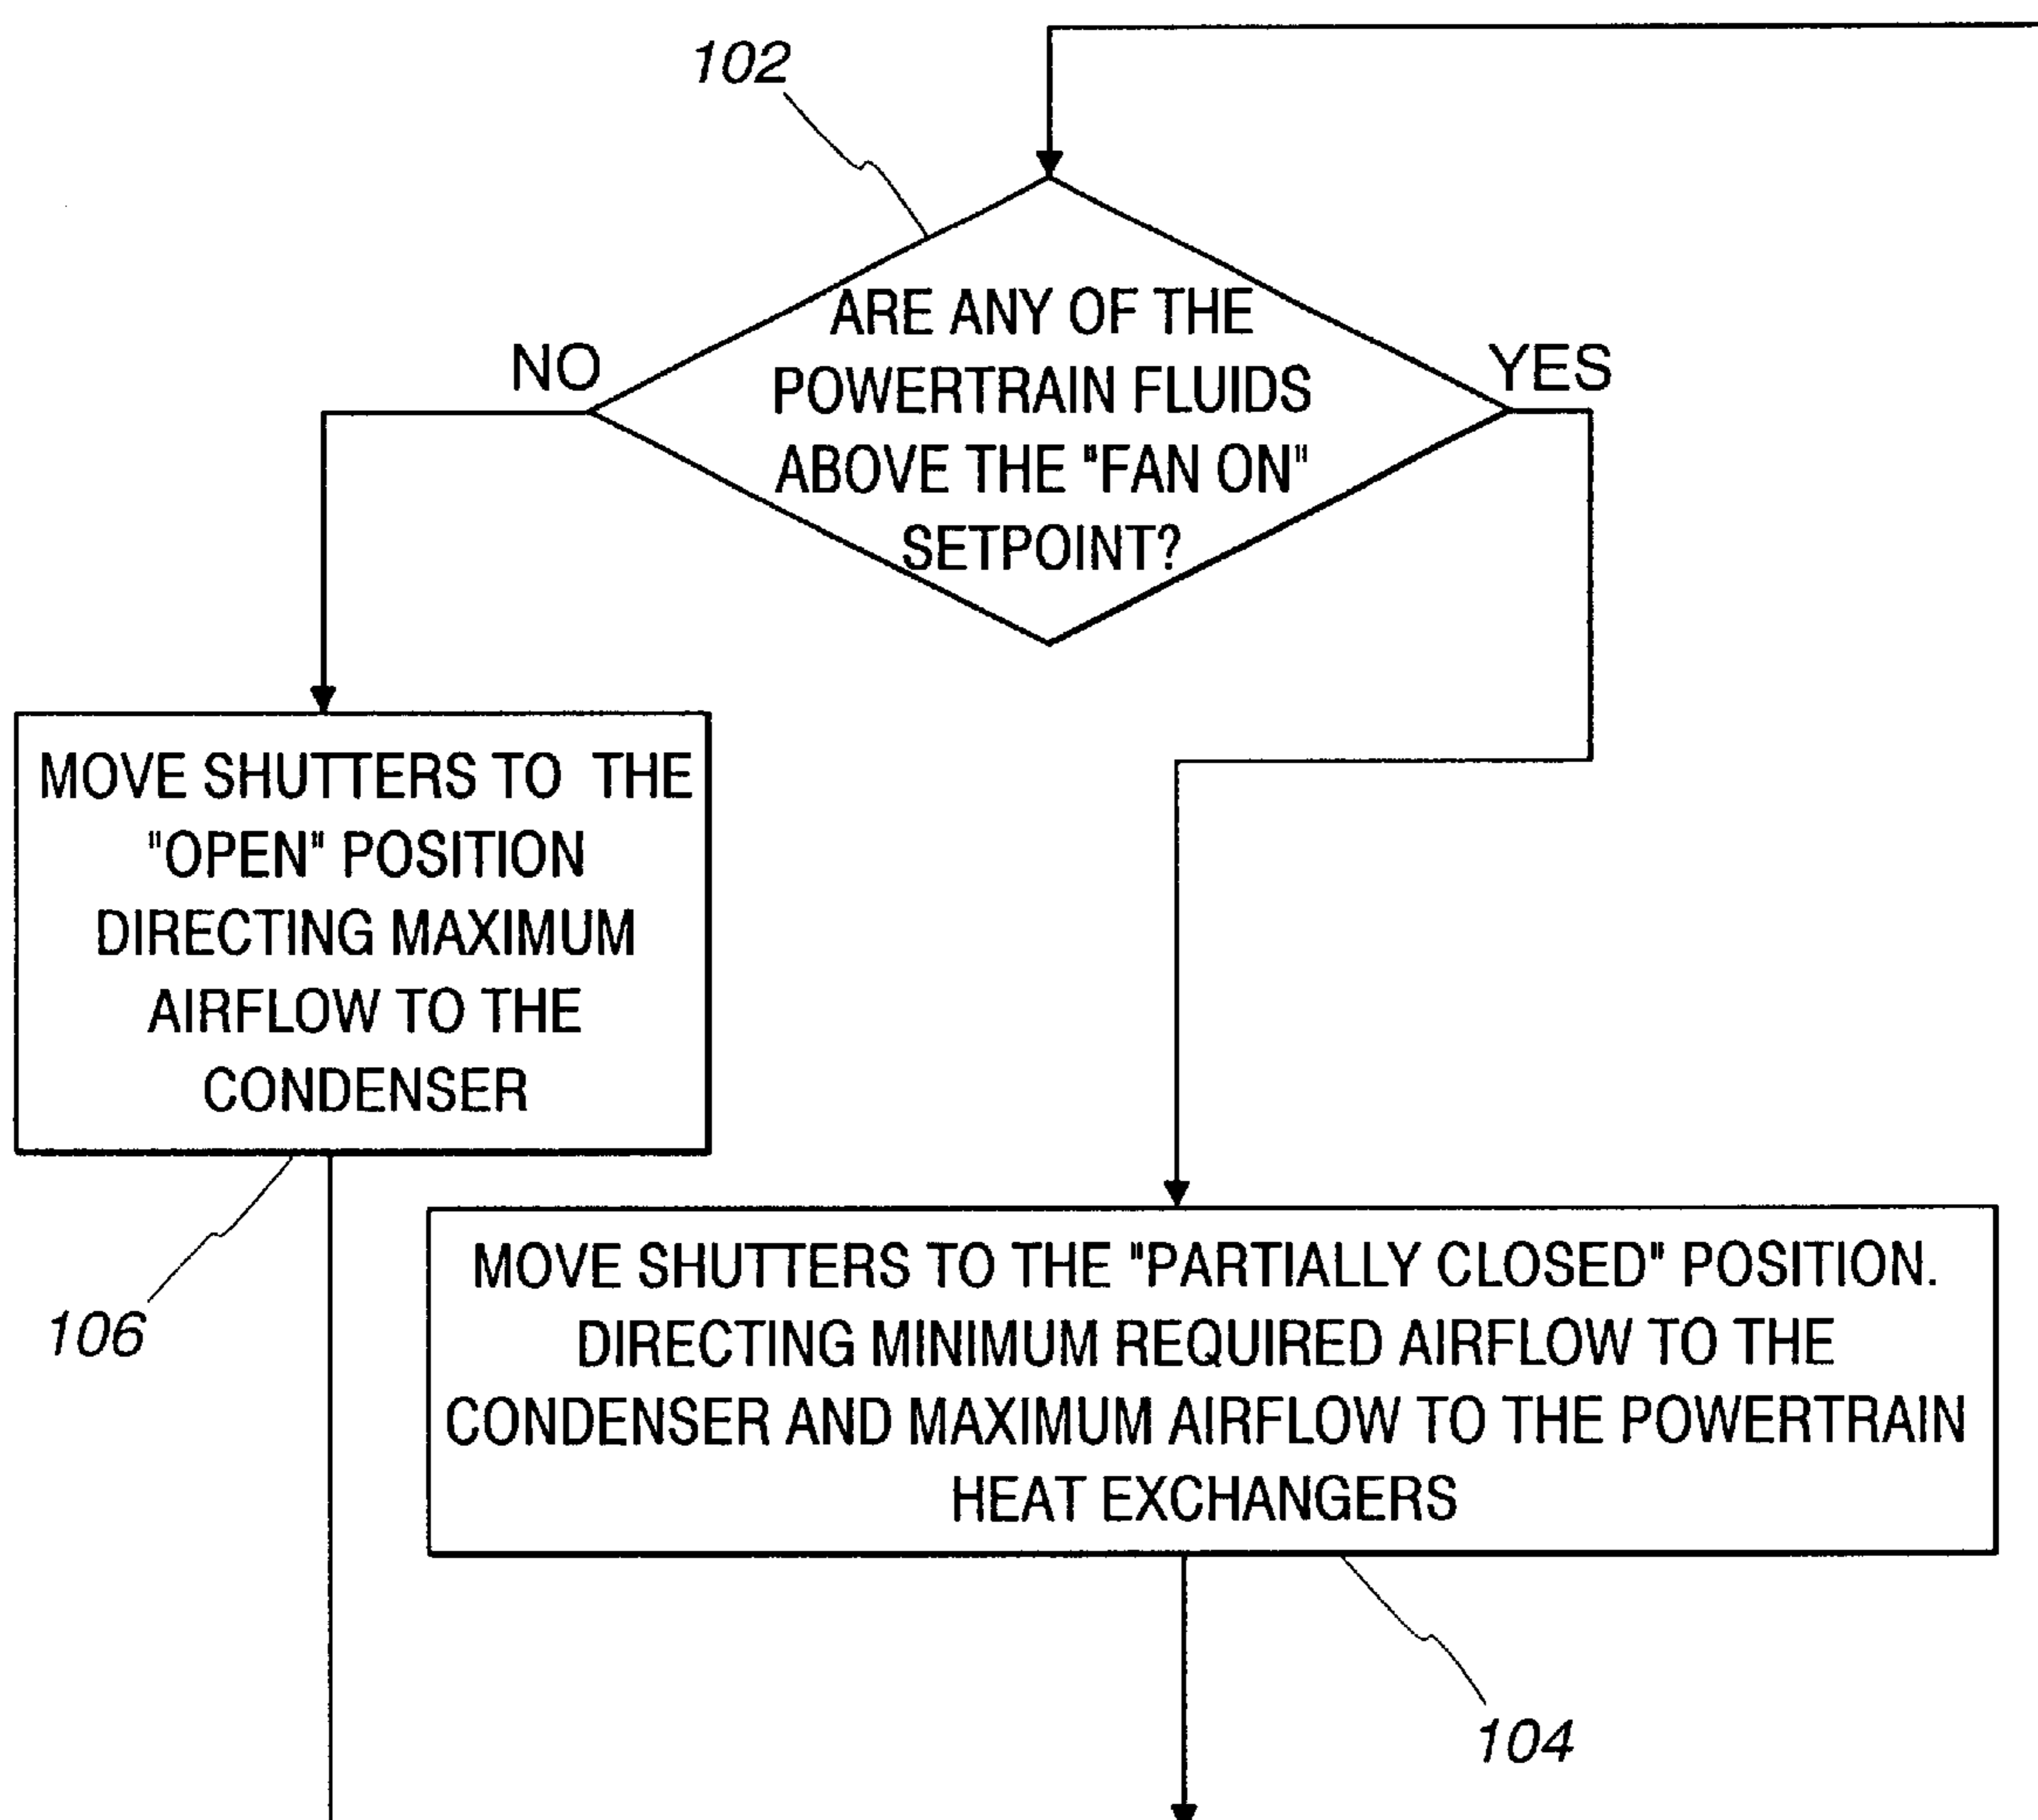 102
ARE ANY OF THE
POWERTRAIN FLUIDS
ABOVE THE "FAN ON"
SETPOINT?
NO
YES
MOVE SHUTTERS TO THE
"OPEN" POSITION
DIRECTING MAXIMUM
AIRFLOW TO THE
CONDENSER
106
MOVE SHUTTERS TO THE "PARTIALLY CLOSED" POSITION.
DIRECTING MINIMUM REQUIRED AIRFLOW TO THE
CONDENSER AND MAXIMUM AIRFLOW TO THE POWERTRAIN
HEAT EXCHANGERS
104